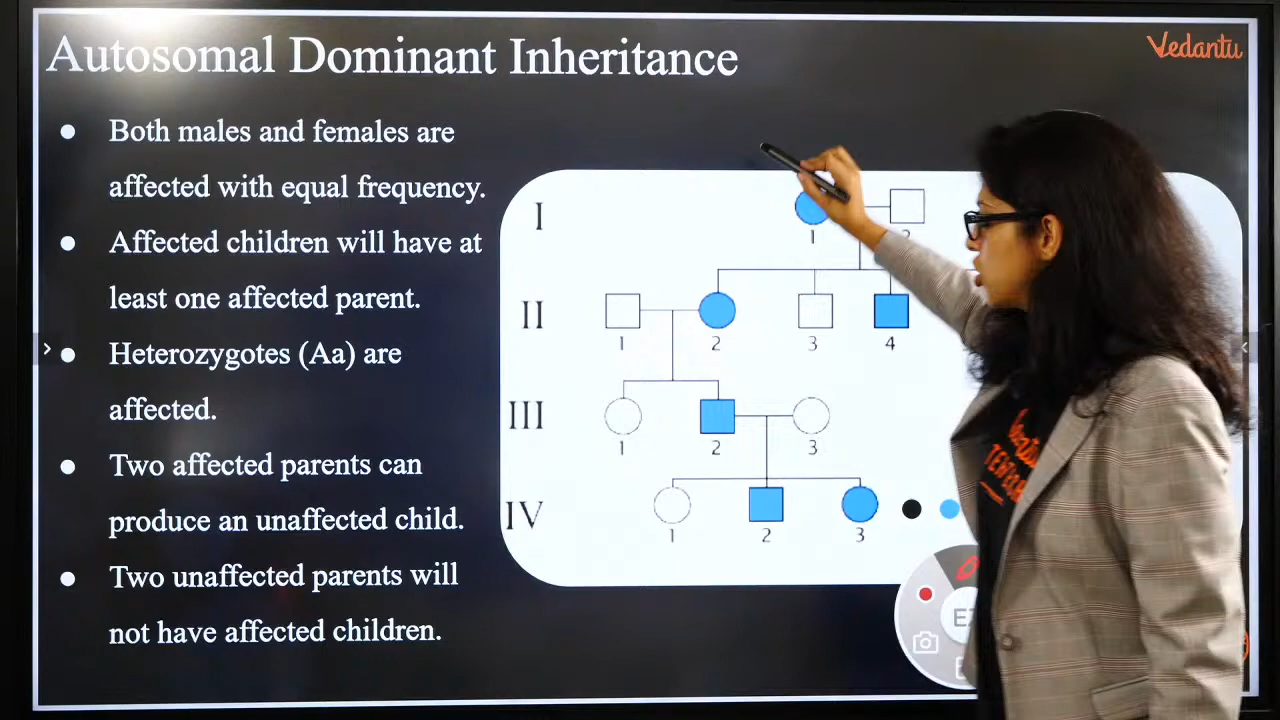 Autosomal Dominant Inheritance
Vedantu
● Both males and females are
affected with equal frequency.
● Affected children will have at
least one affected parent.
● Heterozygotes (Aa) are
affected.
● Two affected parents can
produce an unaffected child.
● Two unaffected parents will
not have affected children.
I
1
II
1 2 3 4
III
1 2 3
IV
1 2 3